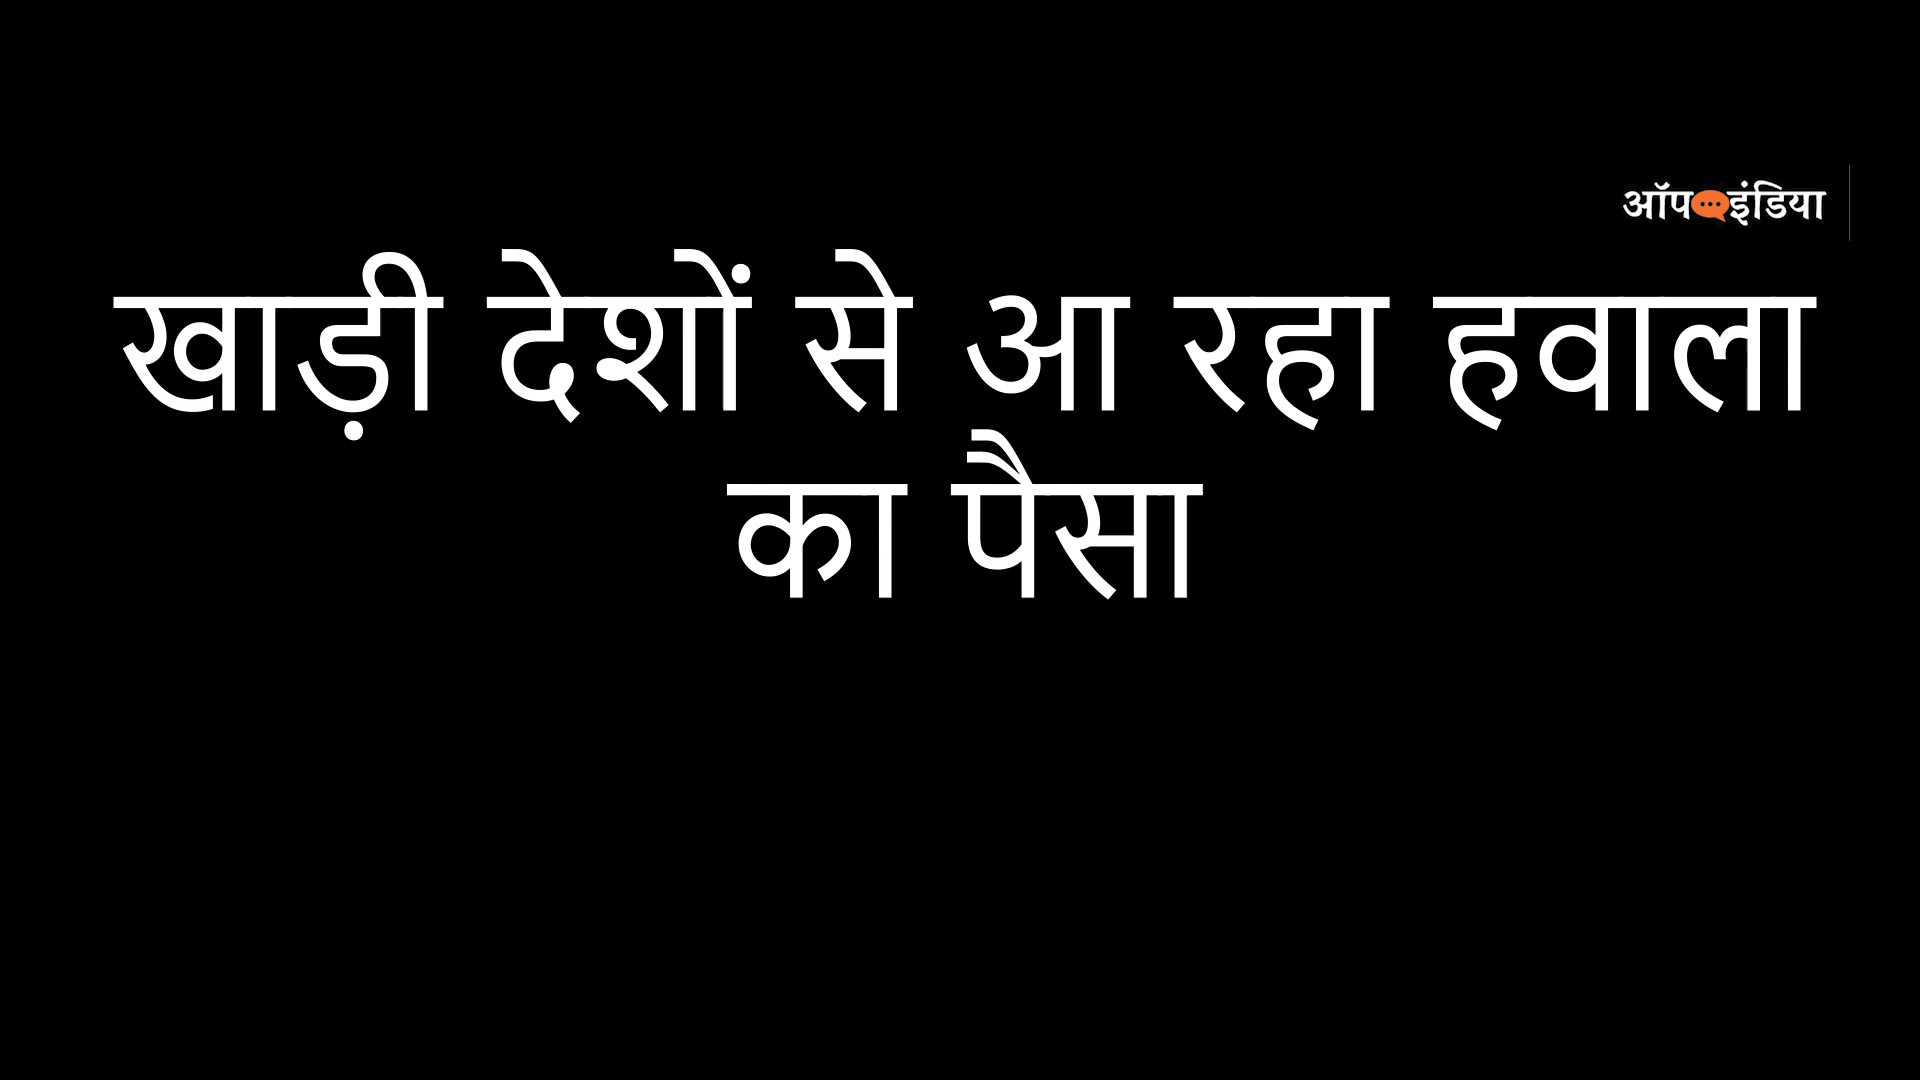 ऑपइंडिया
खाड़ी देशों से आ रहा हवाला
का पैसा